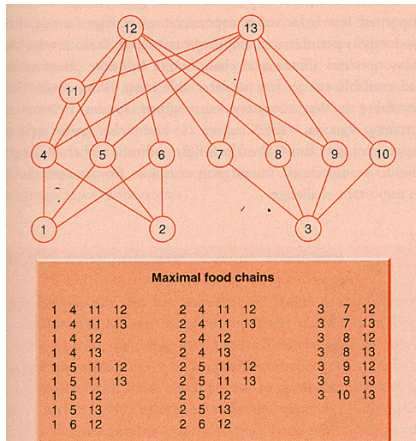 12 13
11
4 5 6 7 8 9 10
1 2 3
Maximal food chains
1 4 11 12 2 4 11 12 3 7 12
1 4 11 13 2 4 11 13 3 7 13
1 4 12 2 4 12 3 8 12
1 4 13 2 4 13 3 8 13
1 5 11 12 2 5 11 12 3 9 12
1 5 11 13 2 5 11 13 3 9 13
1 5 12 2 5 12 3 10 13
1 5 13 2 5 13
1 6 12 2 6 12